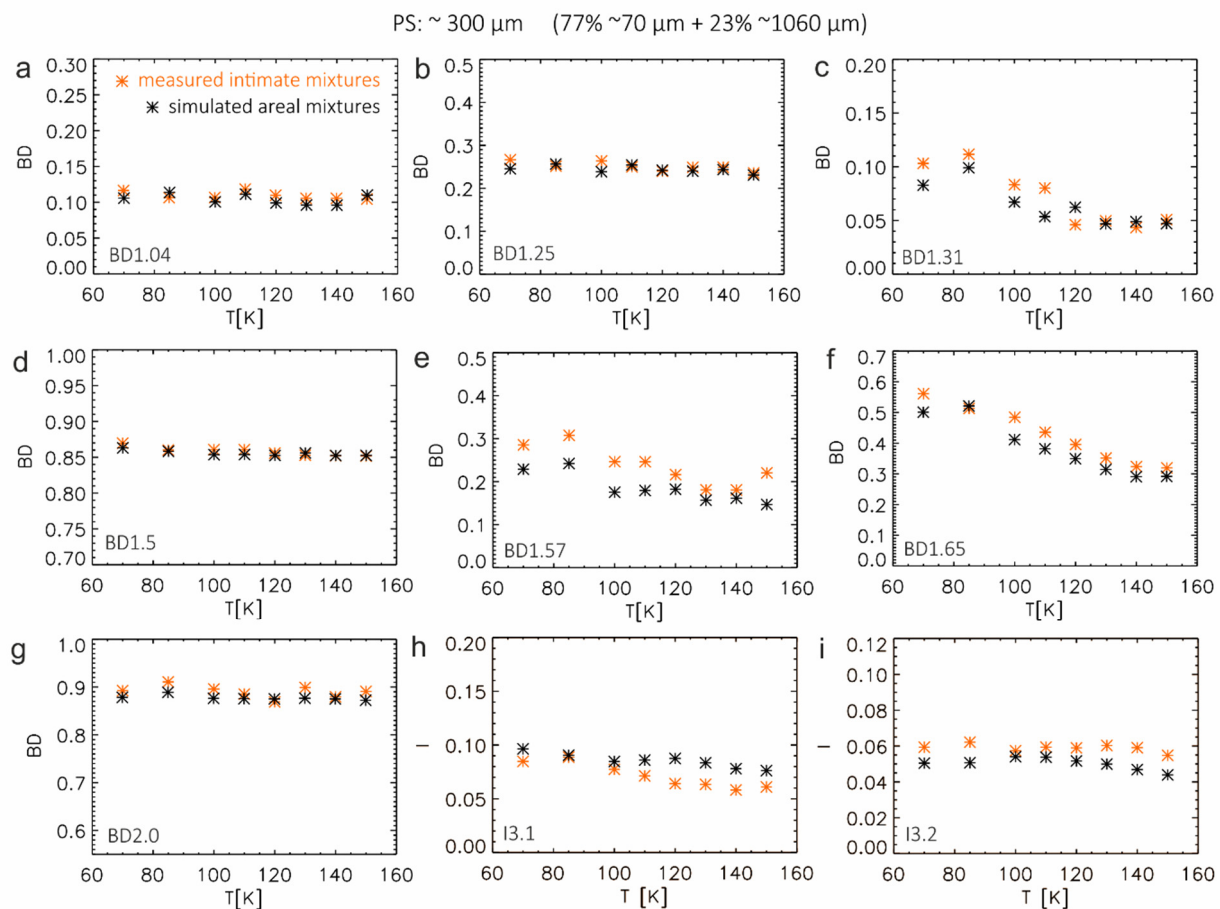 PS: ~ 300 μm (77% ~70 μm + 23% ~1060 μm)
a
0.30
0.25
0.20
0.15
0.10
0.05
0.00
BD
measured intimate mixtures
simulated areal mixtures
BD1.04
60 80 100 120 140 160
T[K]
b
0.5
0.4
0.3
0.2
0.1
0.0
BD
BD1.25
60 80 100 120 140 160
T[K]
c
0.20
0.15
0.10
0.05
0.00
BD
BD1.31
60 80 100 120 140 160
T[K]
d
1.00
0.95
0.90
0.85
0.80
0.75
0.70
BD
BD1.5
60 80 100 120 140 160
T[K]
e
0.5
0.4
0.3
0.2
0.1
0.0
BD
BD1.57
60 80 100 120 140 160
T[K]
f
0.7
0.6
0.5
0.4
0.3
0.2
0.1
0.0
BD
BD1.65
60 80 100 120 140 160
T[K]
g
1.0
0.9
0.8
0.7
0.6
BD
BD2.0
60 80 100 120 140 160
T[K]
h
0.20
0.15
0.10
0.05
0.00
I
I3.1
60 80 100 120 140 160
T [K]
i
0.12
0.10
0.08
0.06
0.04
0.02
0.00
I
I3.2
60 80 100 120 140 160
T [K]